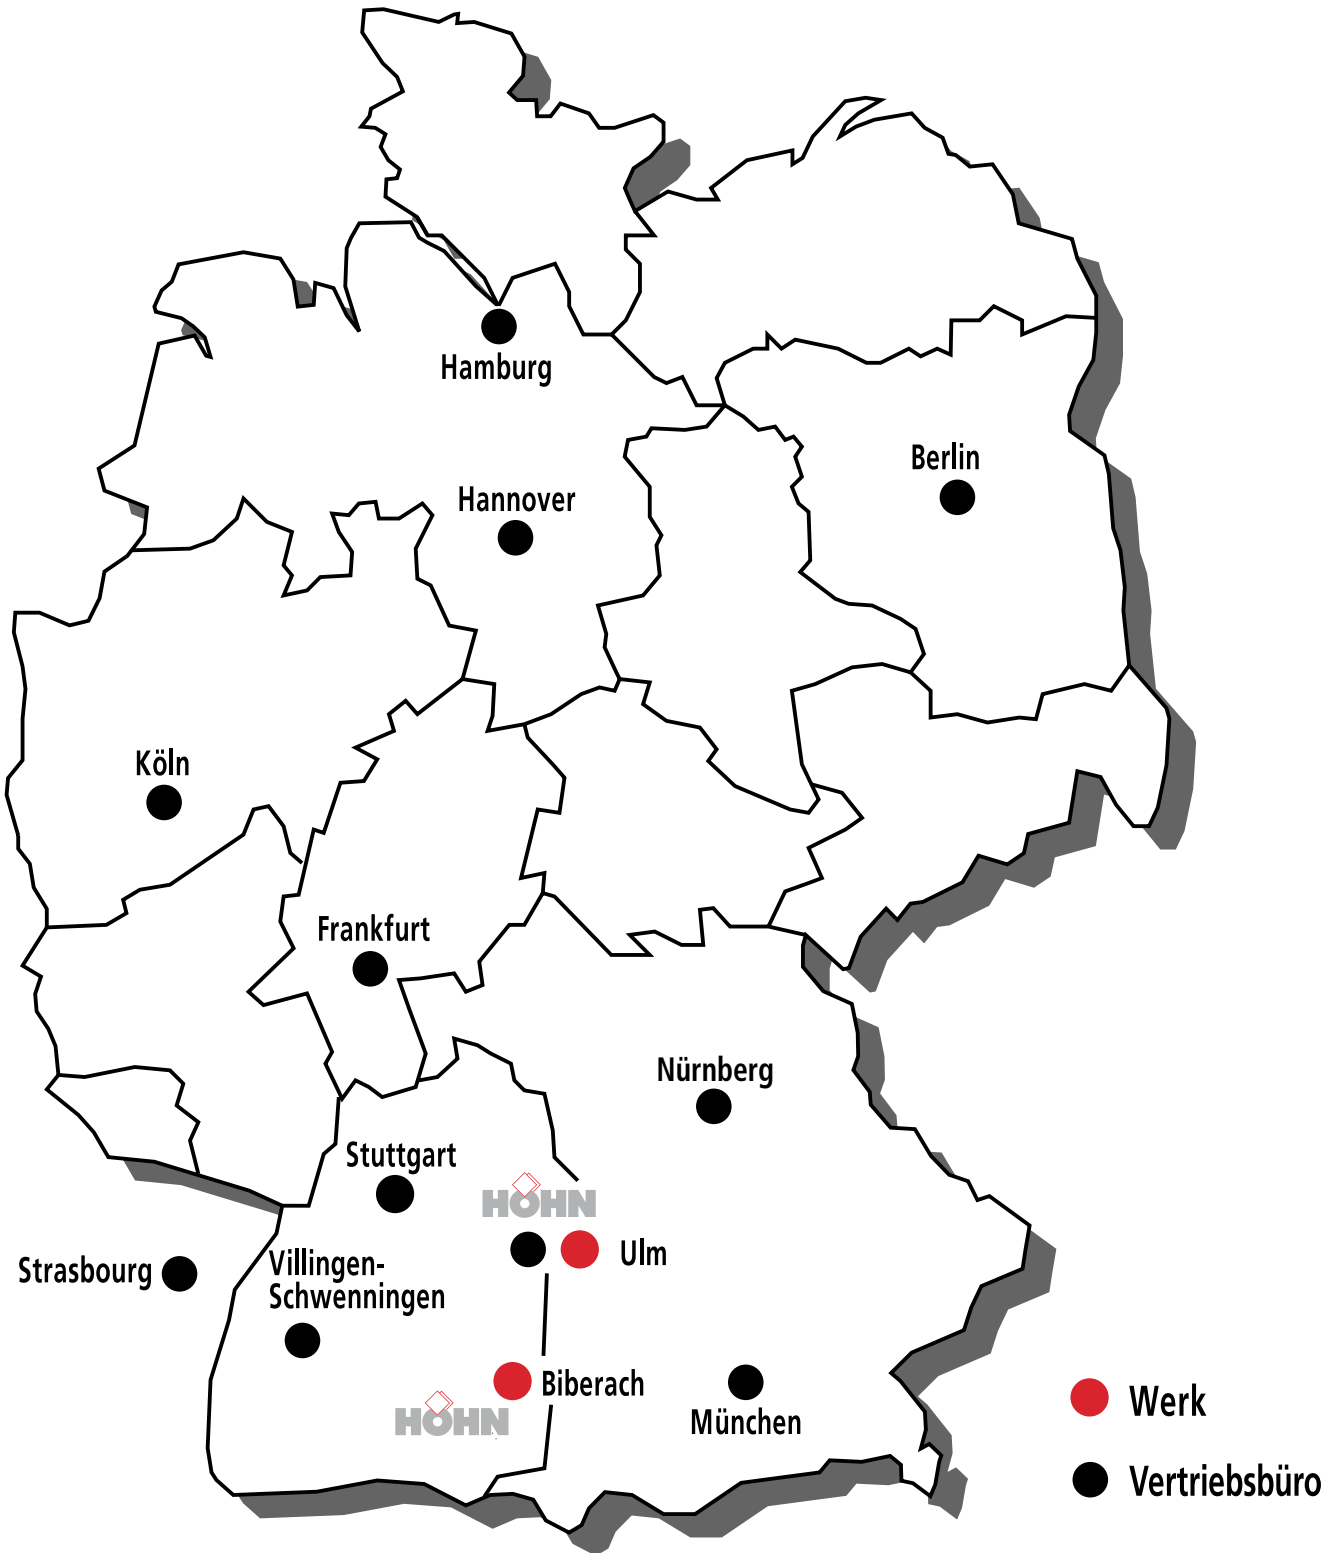 Hamburg
Berlin
Hannover
Köln
Frankfurt
Nürnberg
Stuttgart
HÖHN
Ulm
Strasbourg
Villingen-
Schwenningen
Biberach
HÖHN
München
Werk
Vertriebsbüro